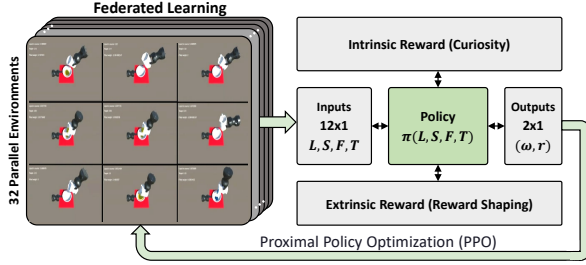 Federated Learning
32 Parallel Environments
Intrinsic Reward (Curiosity)
Inputs
12x1
L, S, F, T
Policy
π(L, S, F, T)
Outputs
2x1
(ω, r)
Extrinsic Reward (Reward Shaping)
Proximal Policy Optimization (PPO)